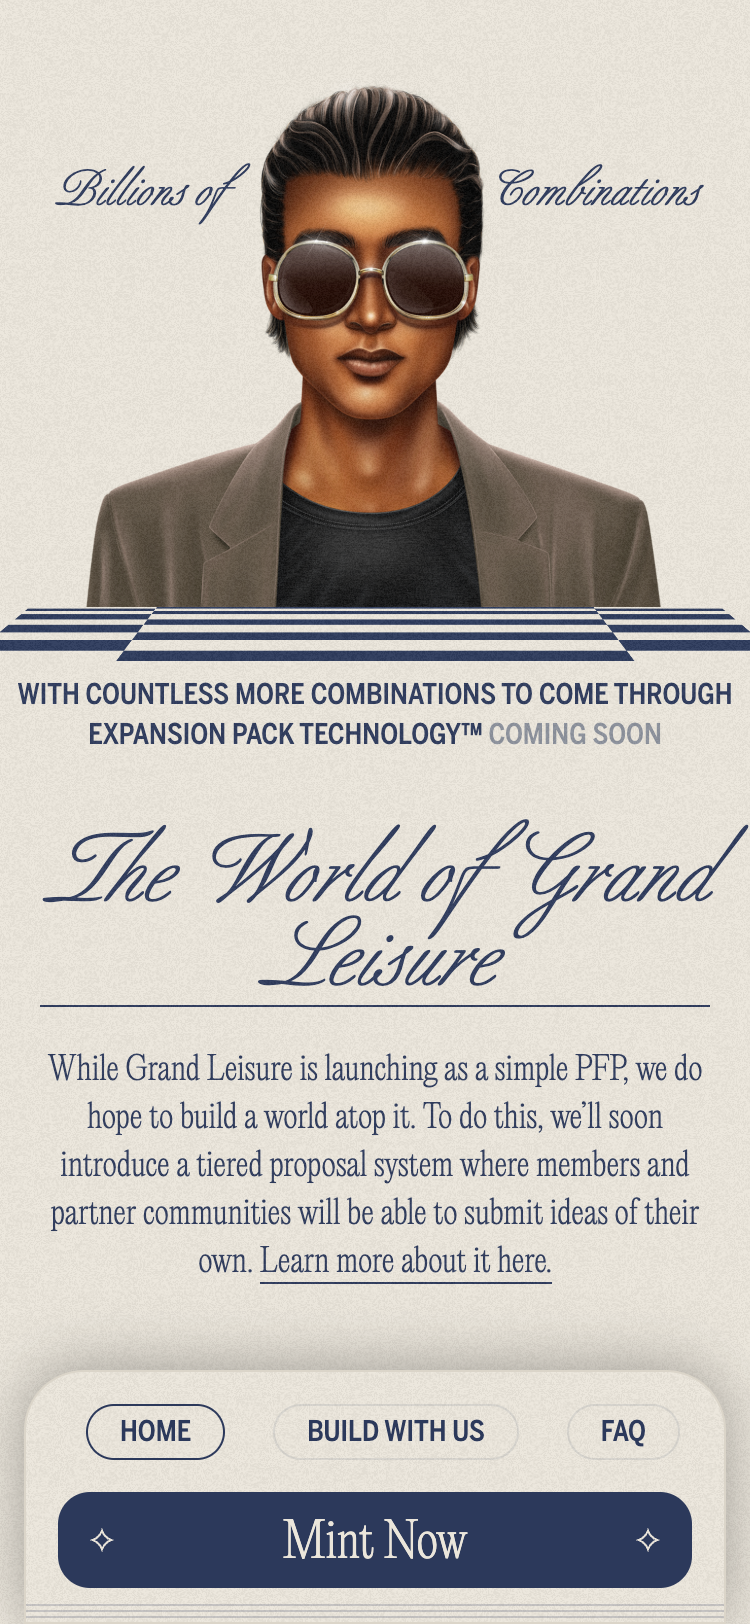 Billions of Combinations
WITH COUNTLESS MORE COMBINATIONS TO COME THROUGH
EXPANSION PACK TECHNOLOGY™ COMING SOON
The World of Grand
Leisure
While Grand Leisure is launching as a simple PFP, we do
hope to build a world atop it. To do this, we’ll soon
introduce a tiered proposal system where members and
partner communities will be able to submit ideas of their
own. Learn more about it here.
HOME BUILD WITH US FAQ
Mint Now